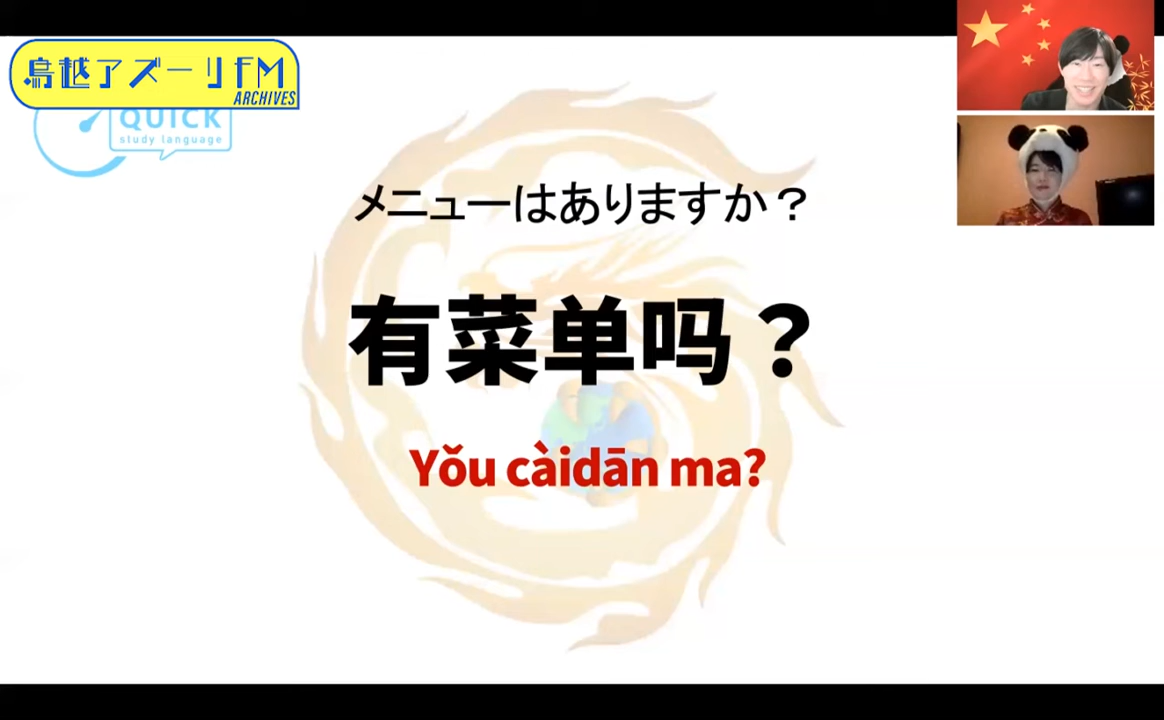 鳥越アズーリFM
ARCHIVES
QUICK
study language
メニューはありますか？
有菜单吗？
Yǒu càidān ma?